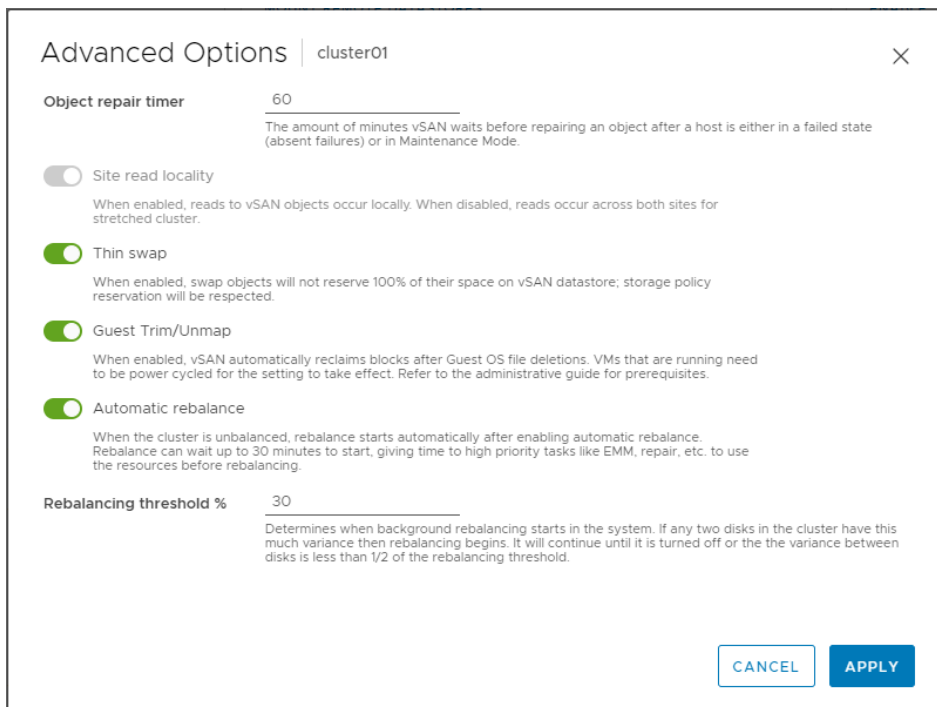 Advanced Options cluster01
Object repair timer 60
The amount of minutes vSAN waits before repairing an object after a host is either in a failed state
(absent failures) or in Maintenance Mode.
Site read locality
When enabled, reads to vSAN objects occur locally. When disabled, reads occur across both sites for
stretched cluster.
Thin swap
When enabled, swap objects will not reserve 100% of their space on vSAN datastore; storage policy
reservation will be respected.
Guest Trim/Unmap
When enabled, vSAN automatically reclaims blocks after Guest OS file deletions. VMs that are running need
to be power cycled for the setting to take effect. Refer to the administrative guide for prerequisites.
Automatic rebalance
When the cluster is unbalanced, rebalance starts automatically after enabling automatic rebalance.
Rebalance can wait up to 30 minutes to start, giving time to high priority tasks like EMM, repair, etc. to use
the resources before rebalancing.
Rebalancing threshold % 30
Determines when background rebalancing starts in the system. If any two disks in the cluster have this
much variance then rebalancing begins. It will continue until it is turned off or the the variance between
disks is less than 1/2 of the rebalancing threshold.
CANCEL APPLY